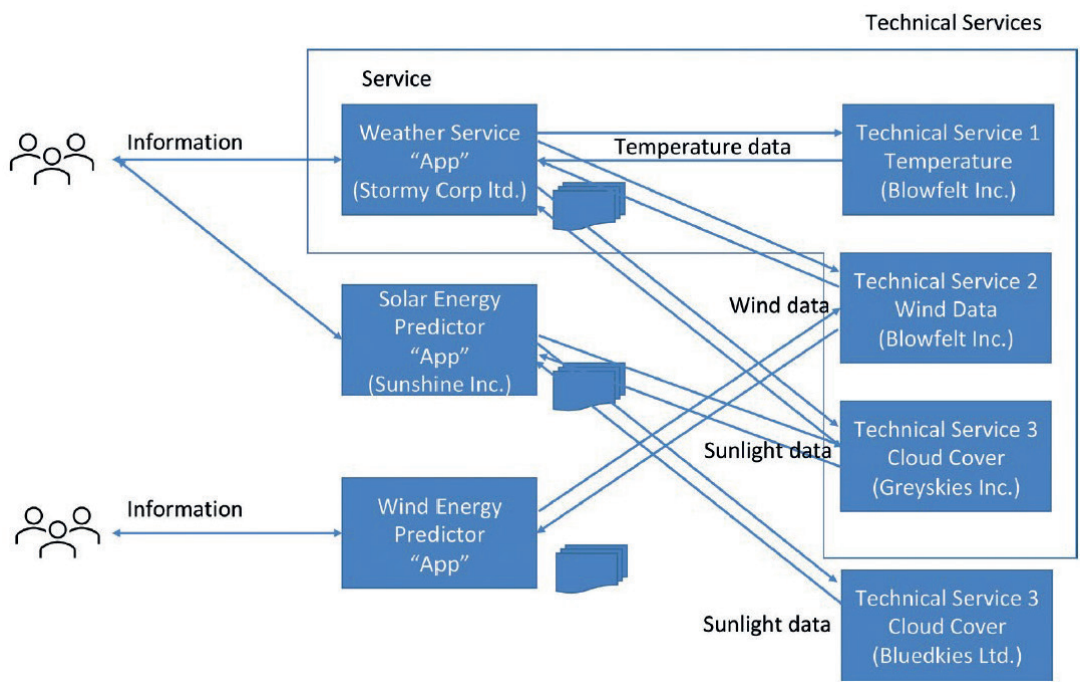 Technical Services
Service
Information
Weather Service
“App”
(Stormy Corp ltd.)
Temperature data
Technical Service 1
Temperature
(Blowfelt Inc.)
Solar Energy
Predictor
“App”
(Sunshine Inc.)
Wind data
Technical Service 2
Wind Data
(Blowfelt Inc.)
Sunlight data
Technical Service 3
Cloud Cover
(Greyskies Inc.)
Information
Wind Energy
Predictor
“App”
Sunlight data
Technical Service 3
Cloud Cover
(Bluedkies Ltd.)